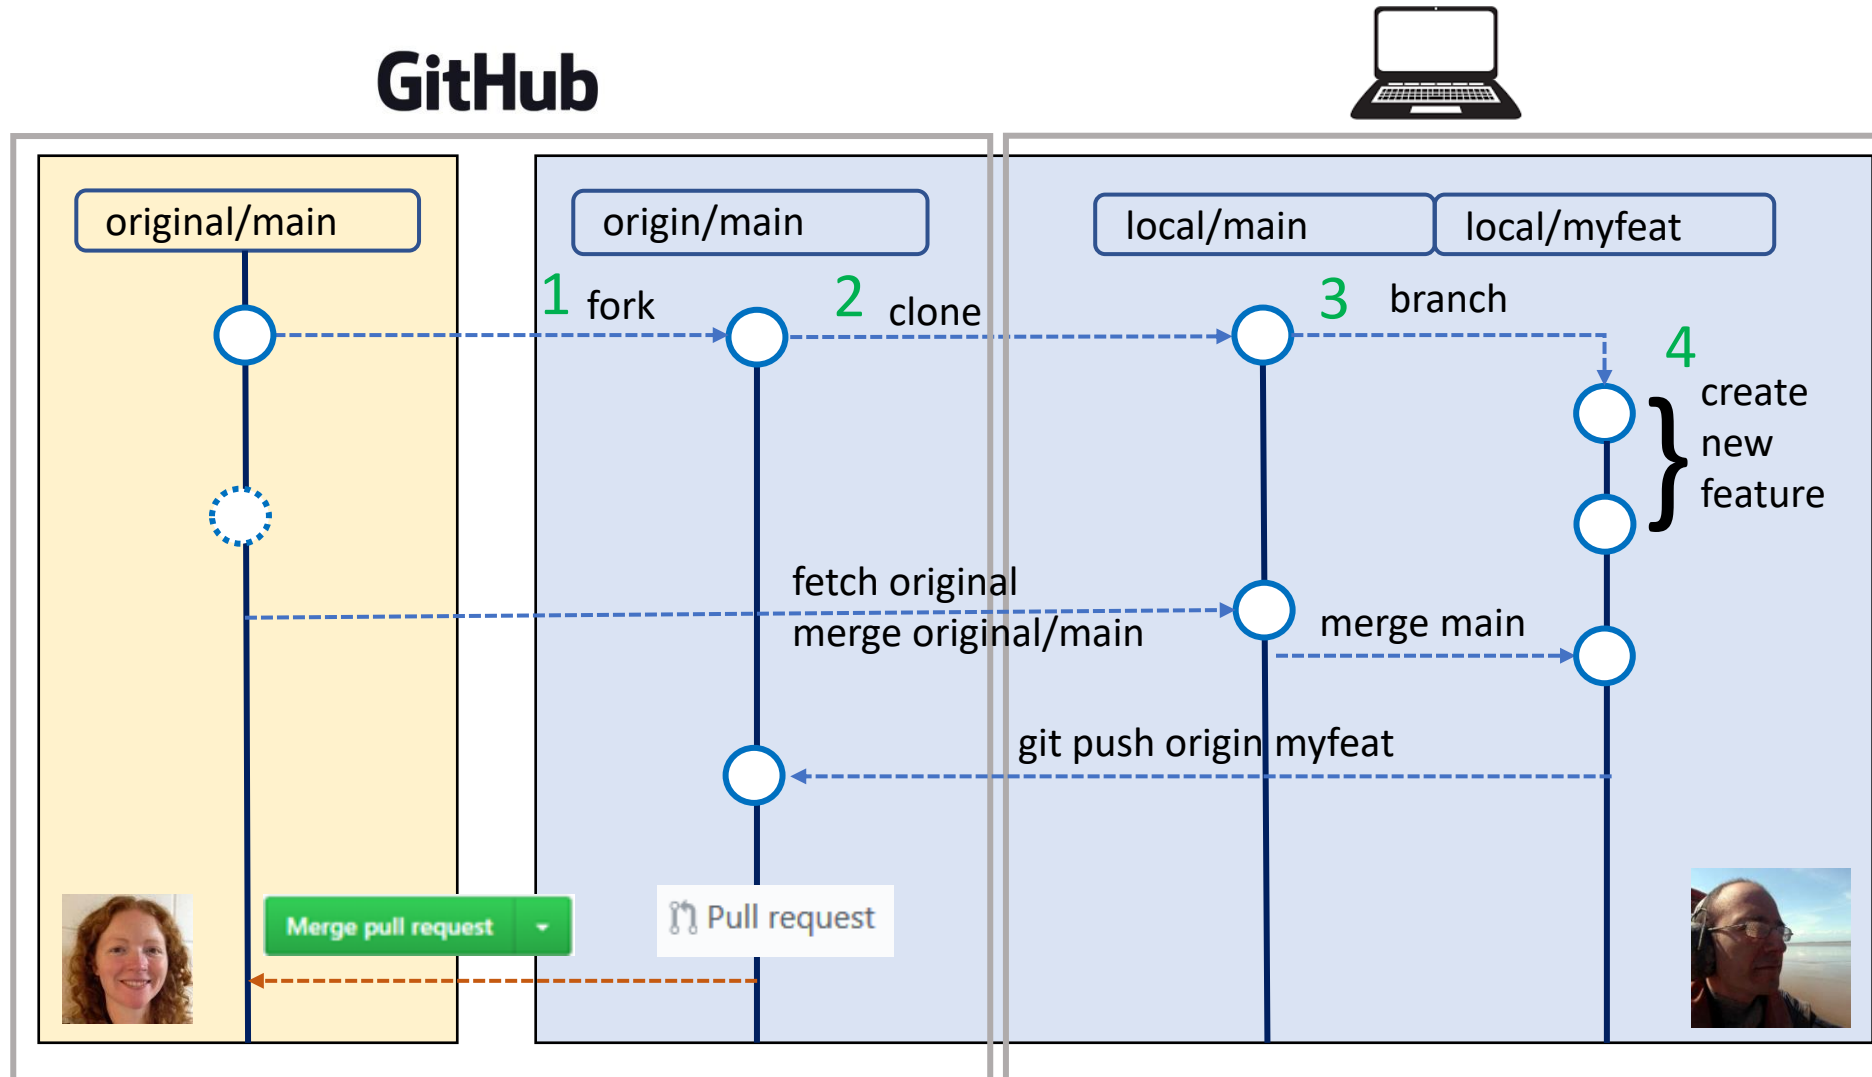 GitHub
original/main
origin/main
local/main
local/myfeat
1 fork
2 clone
3 branch
4
create
new
feature
fetch original
merge original/main
merge main
git push origin myfeat
Merge pull request
Pull request